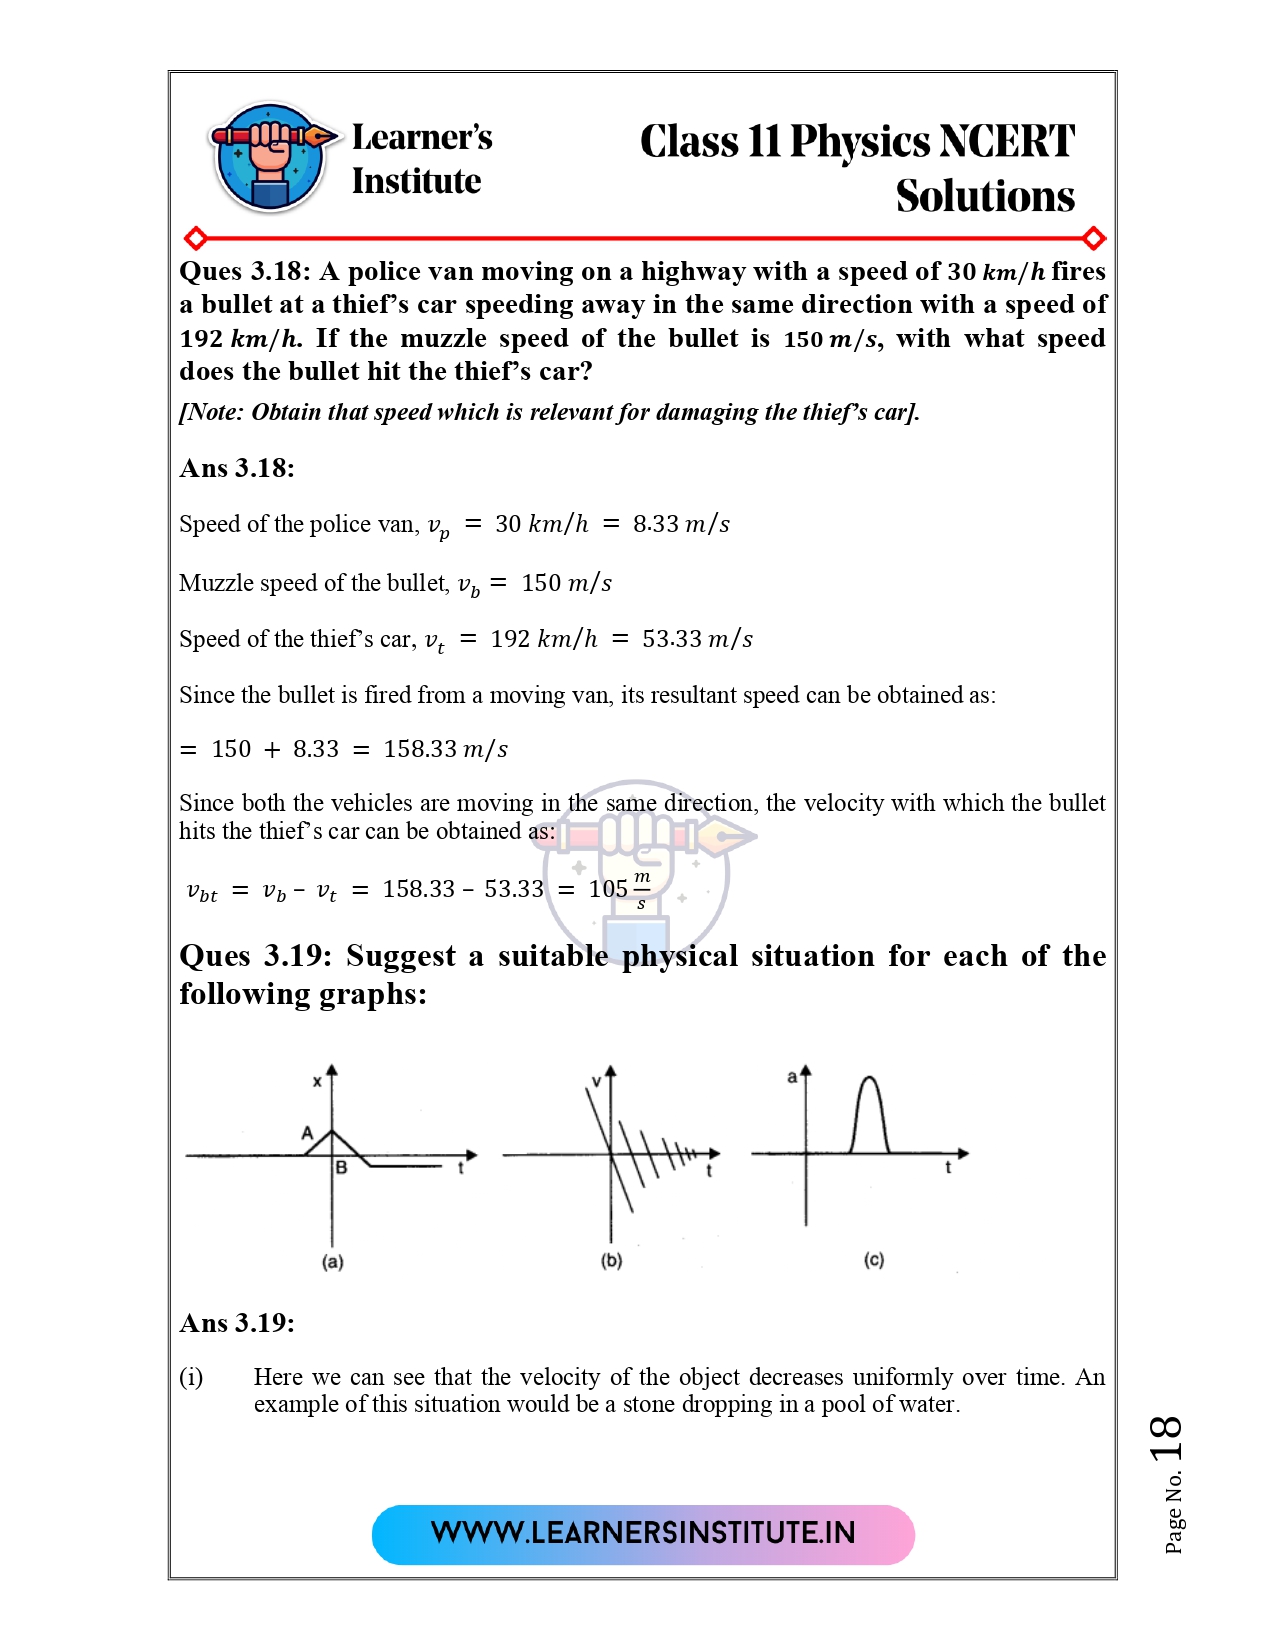 Learner's
Institute
Class 11 Physics NCERT
Solutions
Ques 3.18: A police van moving on a highway with a speed of 30 km/h fires
a bullet at a thief’s car speeding away in the same direction with a speed of
192 km/h. If the muzzle speed of the bullet is 150 m/s, with what speed
does the bullet hit the thief’s car?
[Note: Obtain that speed which is relevant for damaging the thief’s car].
Ans 3.18:
Speed of the police van, v_p = 30 km/h = 8.33 m/s
Muzzle speed of the bullet, v_b = 150 m/s
Speed of the thief’s car, v_t = 192 km/h = 53.33 m/s
Since the bullet is fired from a moving van, its resultant speed can be obtained as:
= 150 + 8.33 = 158.33 m/s
Since both the vehicles are moving in the same direction, the velocity with which the bullet
hits the thief’s car can be obtained as:
v_bt = v_b – v_t = 158.33 – 53.33 = 105 m/s
Ques 3.19: Suggest a suitable physical situation for each of the
following graphs:
x
A
B
t
(a)
v
t
(b)
a
t
(c)
Ans 3.19:
(i) Here we can see that the velocity of the object decreases uniformly over time. An
example of this situation would be a stone dropping in a pool of water.
Page No. 18
WWW.LEARNERSINSTITUTE.IN